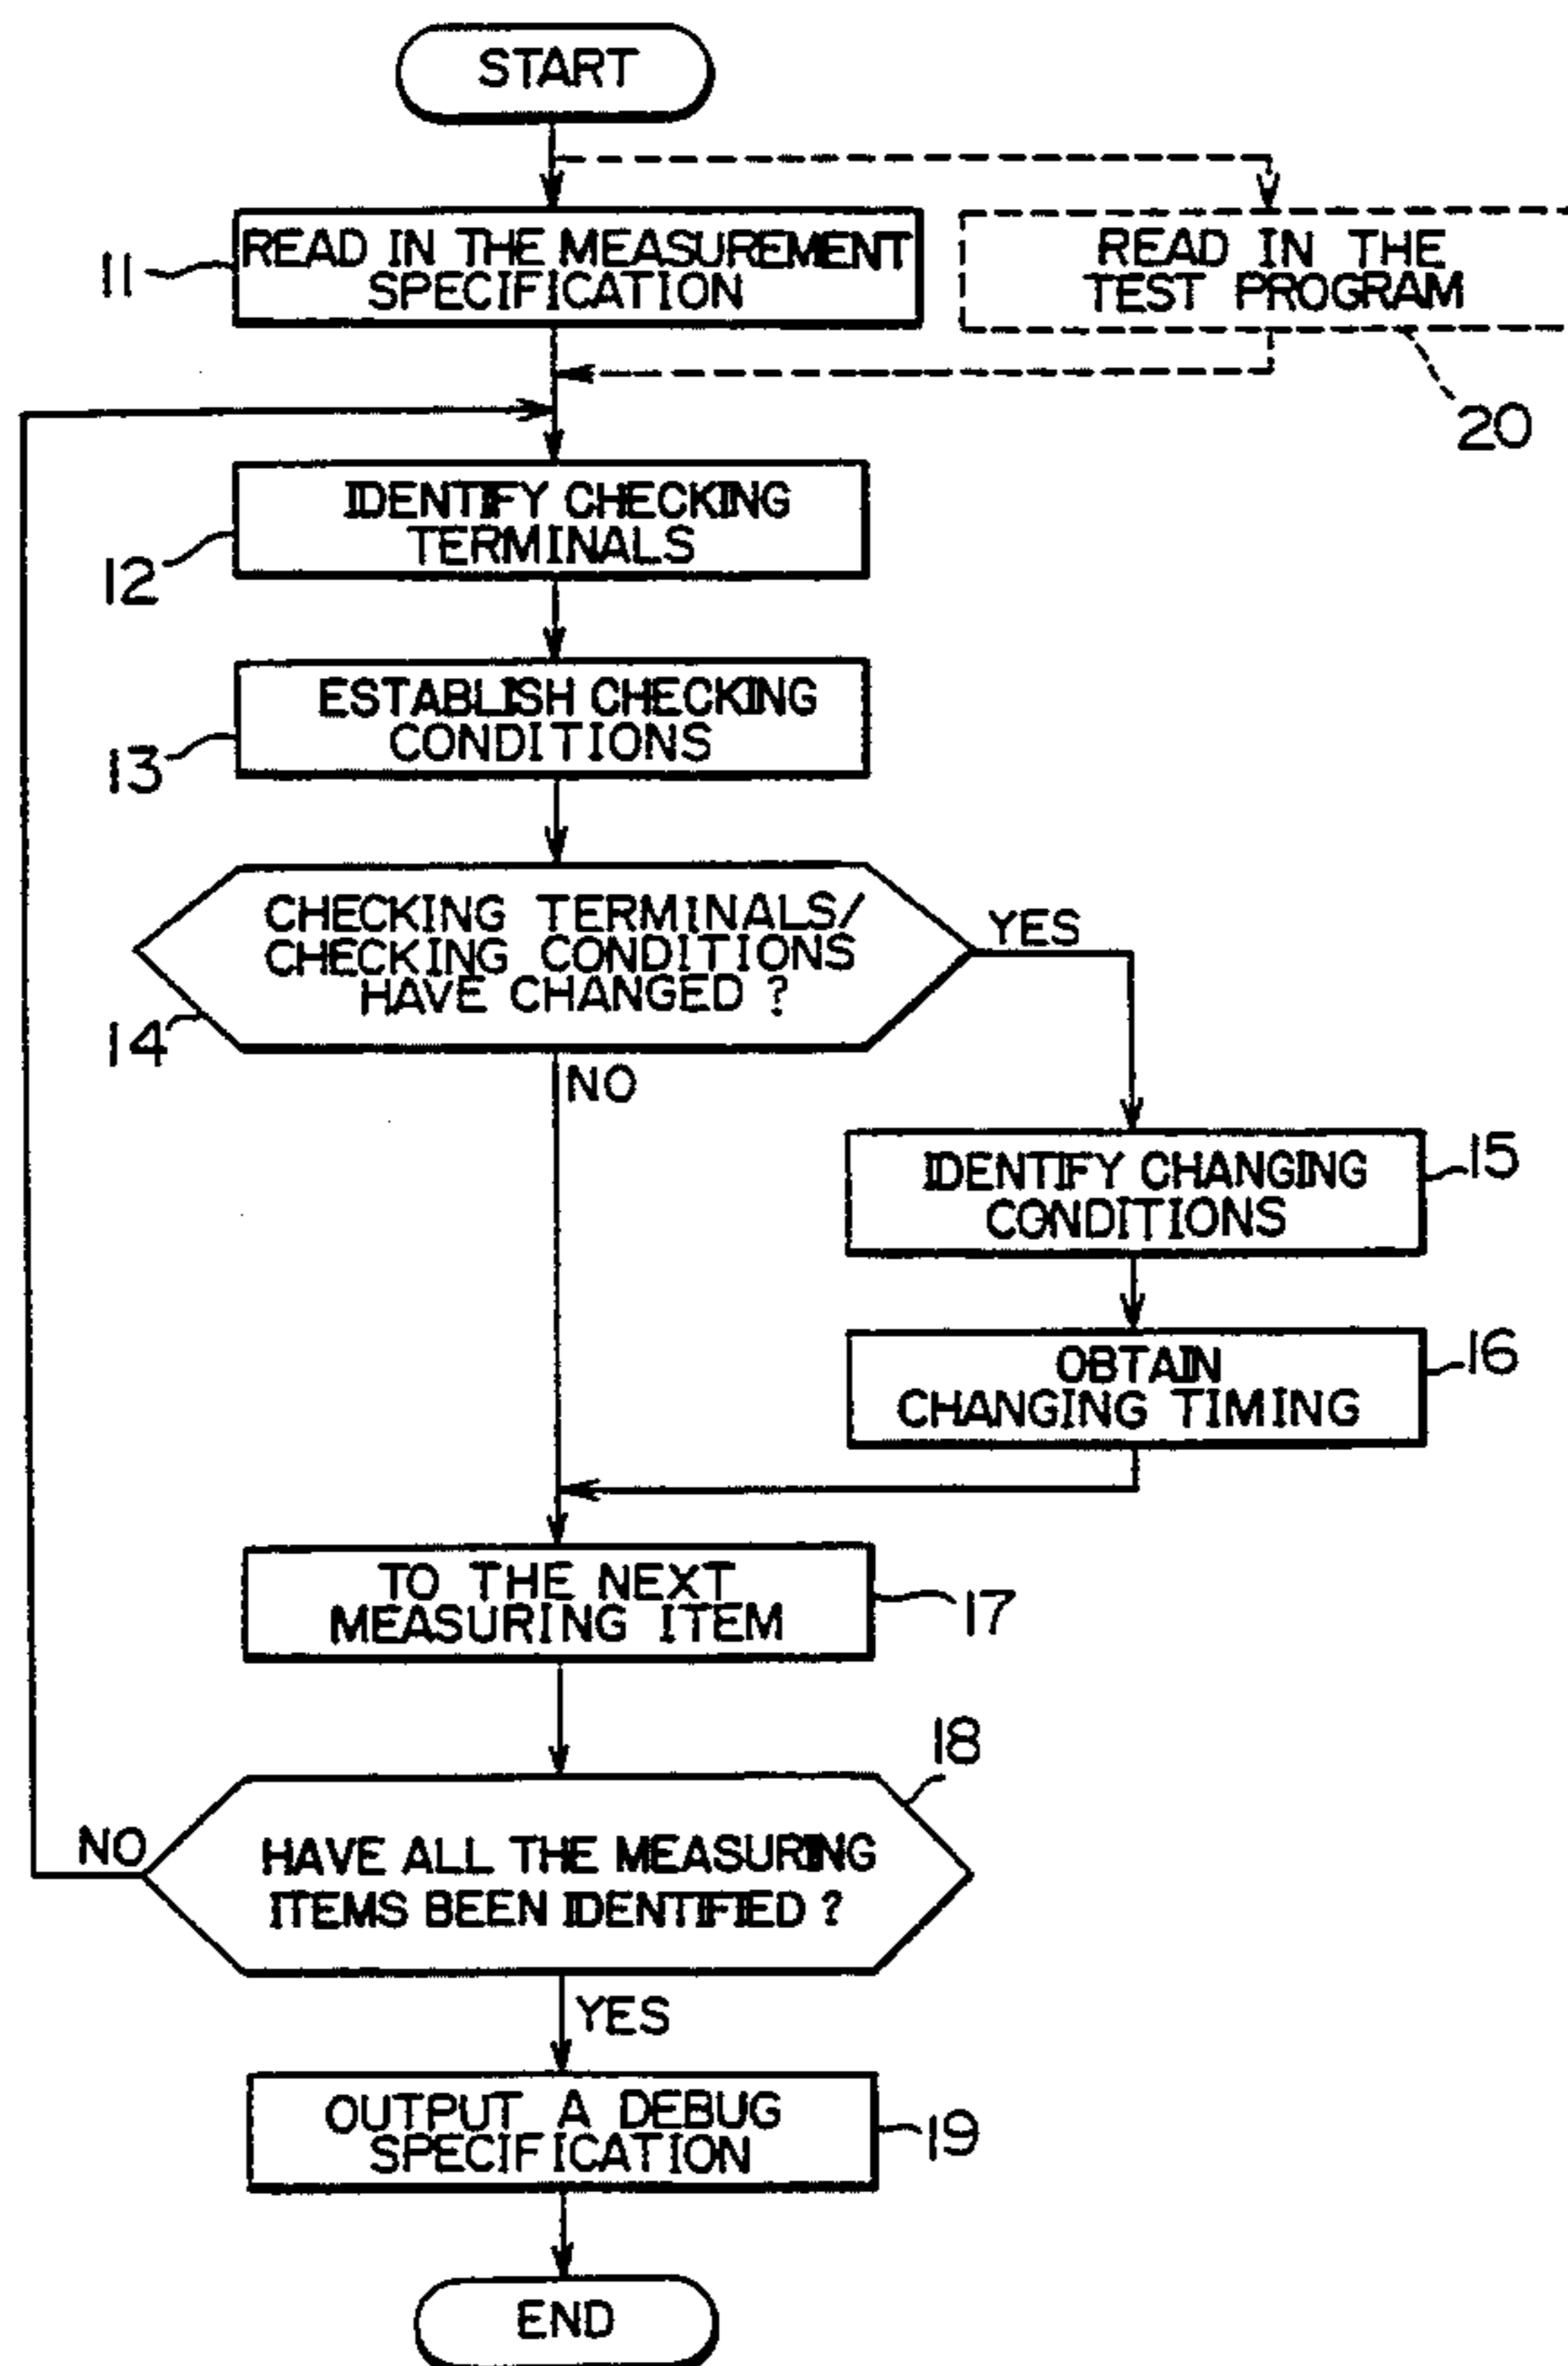 START
READ IN THE MEASUREMENT
SPECIFICATION
11
READ IN THE
TEST PROGRAM
20
IDENTIFY CHECKING
TERMINALS
12
ESTABLISH CHECKING
CONDITIONS
13
CHECKING TERMINALS/
CHECKING CONDITIONS
HAVE CHANGED ?
14
YES
NO
IDENTIFY CHANGING
CONDITIONS
15
OBTAIN
CHANGING TIMING
16
TO THE NEXT
MEASURING ITEM
17
18
HAVE ALL THE MEASURING
ITEMS BEEN IDENTIFIED ?
NO
YES
OUTPUT A DEBUG
SPECIFICATION
19
END